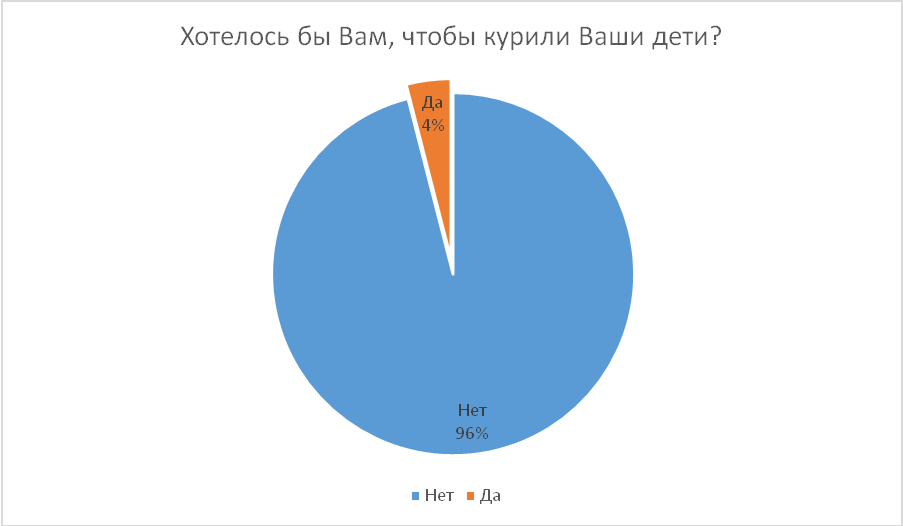 Хотелось бы Вам, чтобы курили Ваши дети?
Да
4%
Нет
96%
Нет Да